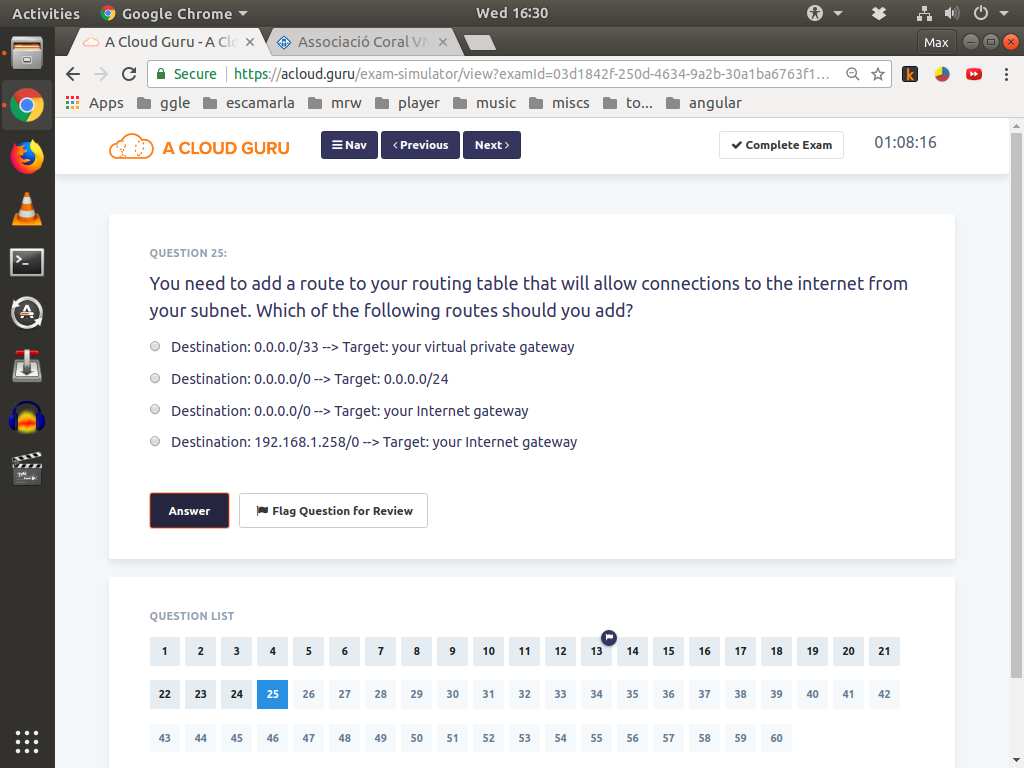 Activities Google Chrome Wed 16:30
A Cloud Guru - A Clo Associació Coral VN Max
Secure https://acloud.guru/exam-simulator/view?examId=03d1842f-250d-4634-9a2b-30a1ba6763f1...
Apps ggle escamarla mrw player music miscs to... angular
A CLOUD GURU Nav Previous Next Complete Exam 01:08:16
QUESTION 25:
You need to add a route to your routing table that will allow connections to the internet from
your subnet. Which of the following routes should you add?
Destination: 0.0.0.0/33 --> Target: your virtual private gateway
Destination: 0.0.0.0/0 --> Target: 0.0.0.0/24
Destination: 0.0.0.0/0 --> Target: your Internet gateway
Destination: 192.168.1.258/0 --> Target: your Internet gateway
Answer Flag Question for Review
QUESTION LIST
1 2 3 4 5 6 7 8 9 10 11 12 13 14 15 16 17 18 19 20 21
22 23 24 25 26 27 28 29 30 31 32 33 34 35 36 37 38 39 40 41 42
43 44 45 46 47 48 49 50 51 52 53 54 55 56 57 58 59 60